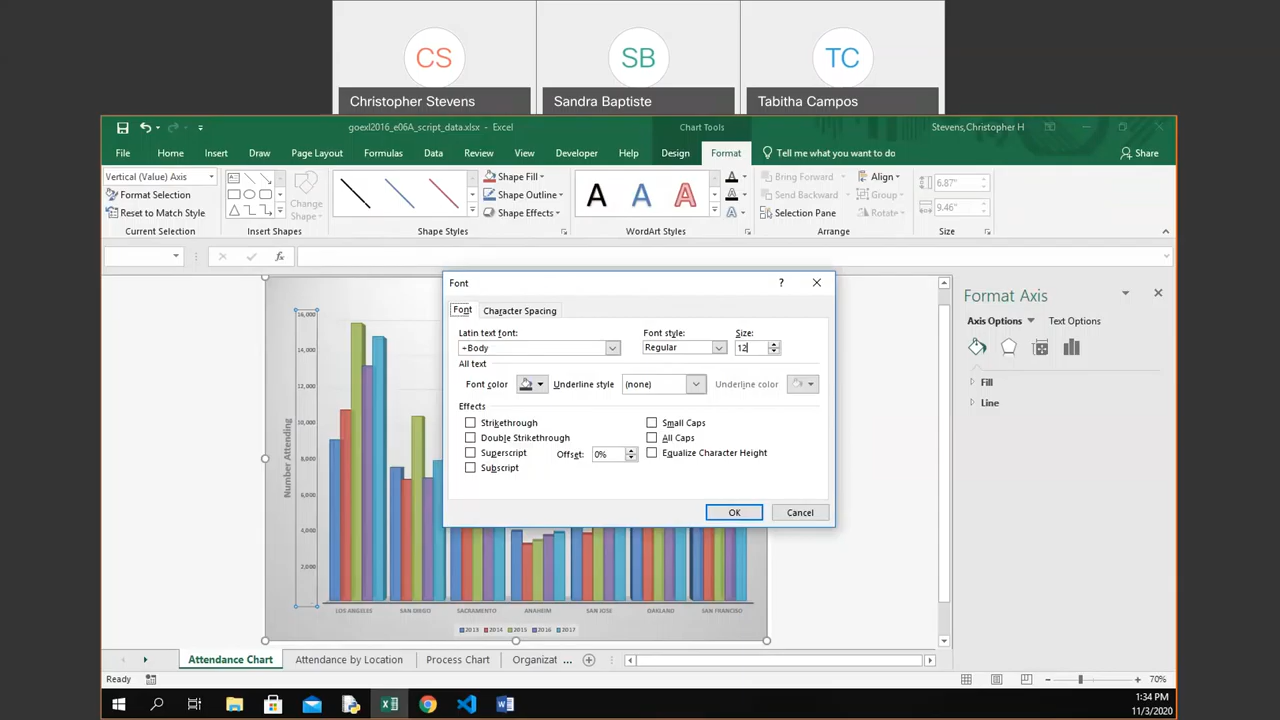 CS SB TC
Christopher Stevens Sandra Baptiste Tabitha Campos
goexl2016_e06A_script_data.xlsx - Excel Chart Tools Stevens,Christopher H
File Home Insert Draw Page Layout Formulas Data Review View Developer Help Design Format Tell me what you want to do Share
Vertical (Value) Axis
Format Selection
Reset to Match Style
Current Selection
Change
Shape
Insert Shapes
Shape Fill
Shape Outline
Shape Effects
Shape Styles
A A A
WordArt Styles
Bring Forward
Send Backward
Selection Pane
Align
Group
Rotate
Arrange
6.87"
9.46"
Size
fx
Font
Font Character Spacing
Latin text font: Font style: Size:
+Body Regular 12
All text
Font color Underline style (none) Underline color
Effects
Strikethrough Small Caps
Double Strikethrough All Caps
Superscript Offset: 0% Equalize Character Height
Subscript
OK Cancel
Format Axis
Axis Options Text Options
Fill
Line
Number Attending
16,000
14,000
12,000
10,000
8,000
6,000
4,000
2,000
LOS ANGELES SAN DIEGO SACRAMENTO ANAHEIM SAN JOSE OAKLAND SAN FRANCISO
2013 2014 2015 2016 2017
Attendance Chart Attendance by Location Process Chart Organizat ...
Ready 70%
1:34 PM
11/3/2020